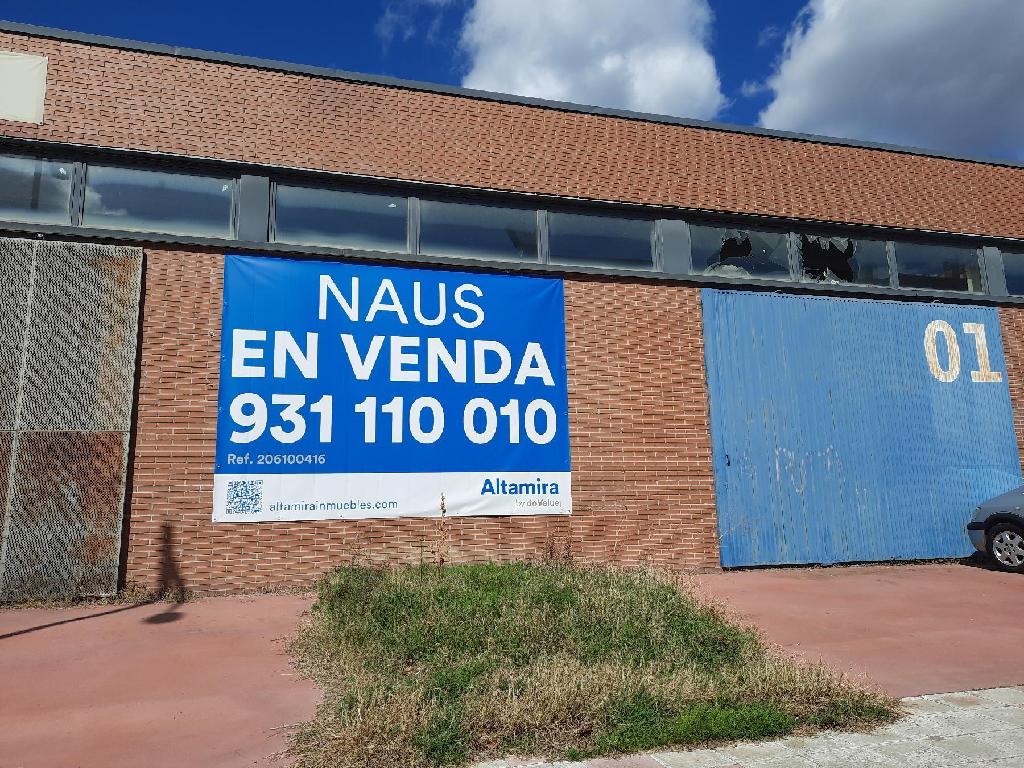 NAUS
EN VENDA
931 110 010
Ref. 206100416
altamirainmuebles.com
Altamira
by doValue
01